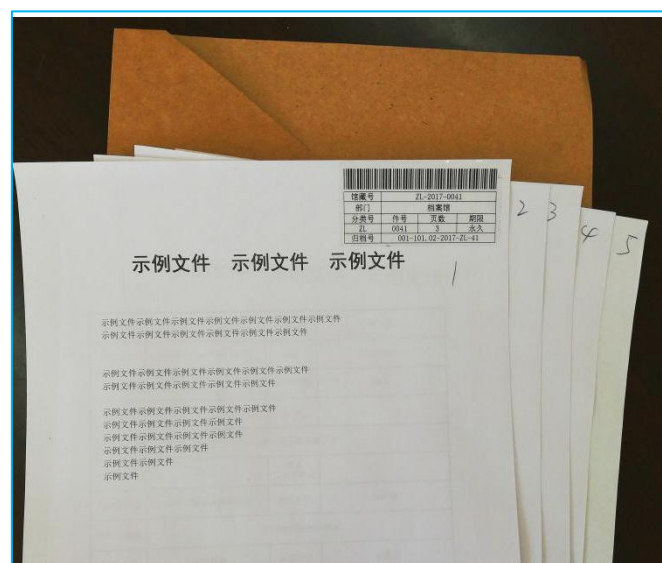 馆藏号 ZL-2017-0041
部门 档案馆
分类号 件号 页数 期限
ZL 0041 3 永久
归档号 001-101.02-2017-ZL-41
示例文件 示例文件 示例文件
1 2 3 4 5
示例文件示例文件示例文件示例文件示例文件示例文件示例文件
示例文件示例文件示例文件示例文件示例文件示例文件
示例文件示例文件示例文件示例文件示例文件示例文件
示例文件示例文件示例文件示例文件示例文件
示例文件示例文件示例文件示例文件示例文件
示例文件示例文件示例文件示例文件
示例文件示例文件示例文件示例文件
示例文件示例文件示例文件
示例文件示例文件
示例文件